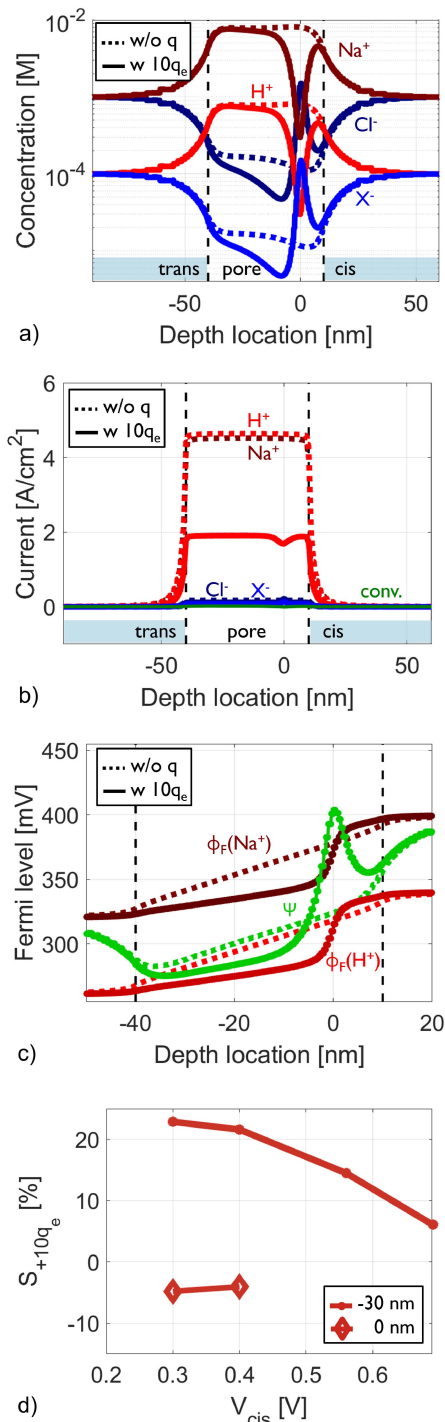 10⁻²
w/o q
w 10qₑ
Na⁺
H⁺
Cl⁻
10⁻⁴
X⁻
Concentration [M]
trans
pore
cis
-50
0
50
a)
Depth location [nm]
6
w/o q
w 10qₑ
H⁺
Na⁺
4
2
Cl⁻
X⁻
conv.
0
Current [A/cm²]
trans
pore
cis
-50
0
50
b)
Depth location [nm]
450
w/o q
w 10qₑ
400
ϕF(Na⁺)
350
ψ
300
ϕF(H⁺)
Fermi level [mV]
-40
-20
0
20
c)
Depth location [nm]
20
10
0
-10
S+10qₑ [%]
-30 nm
0 nm
0.2
0.3
0.4
0.5
0.6
d)
Vcis [V]